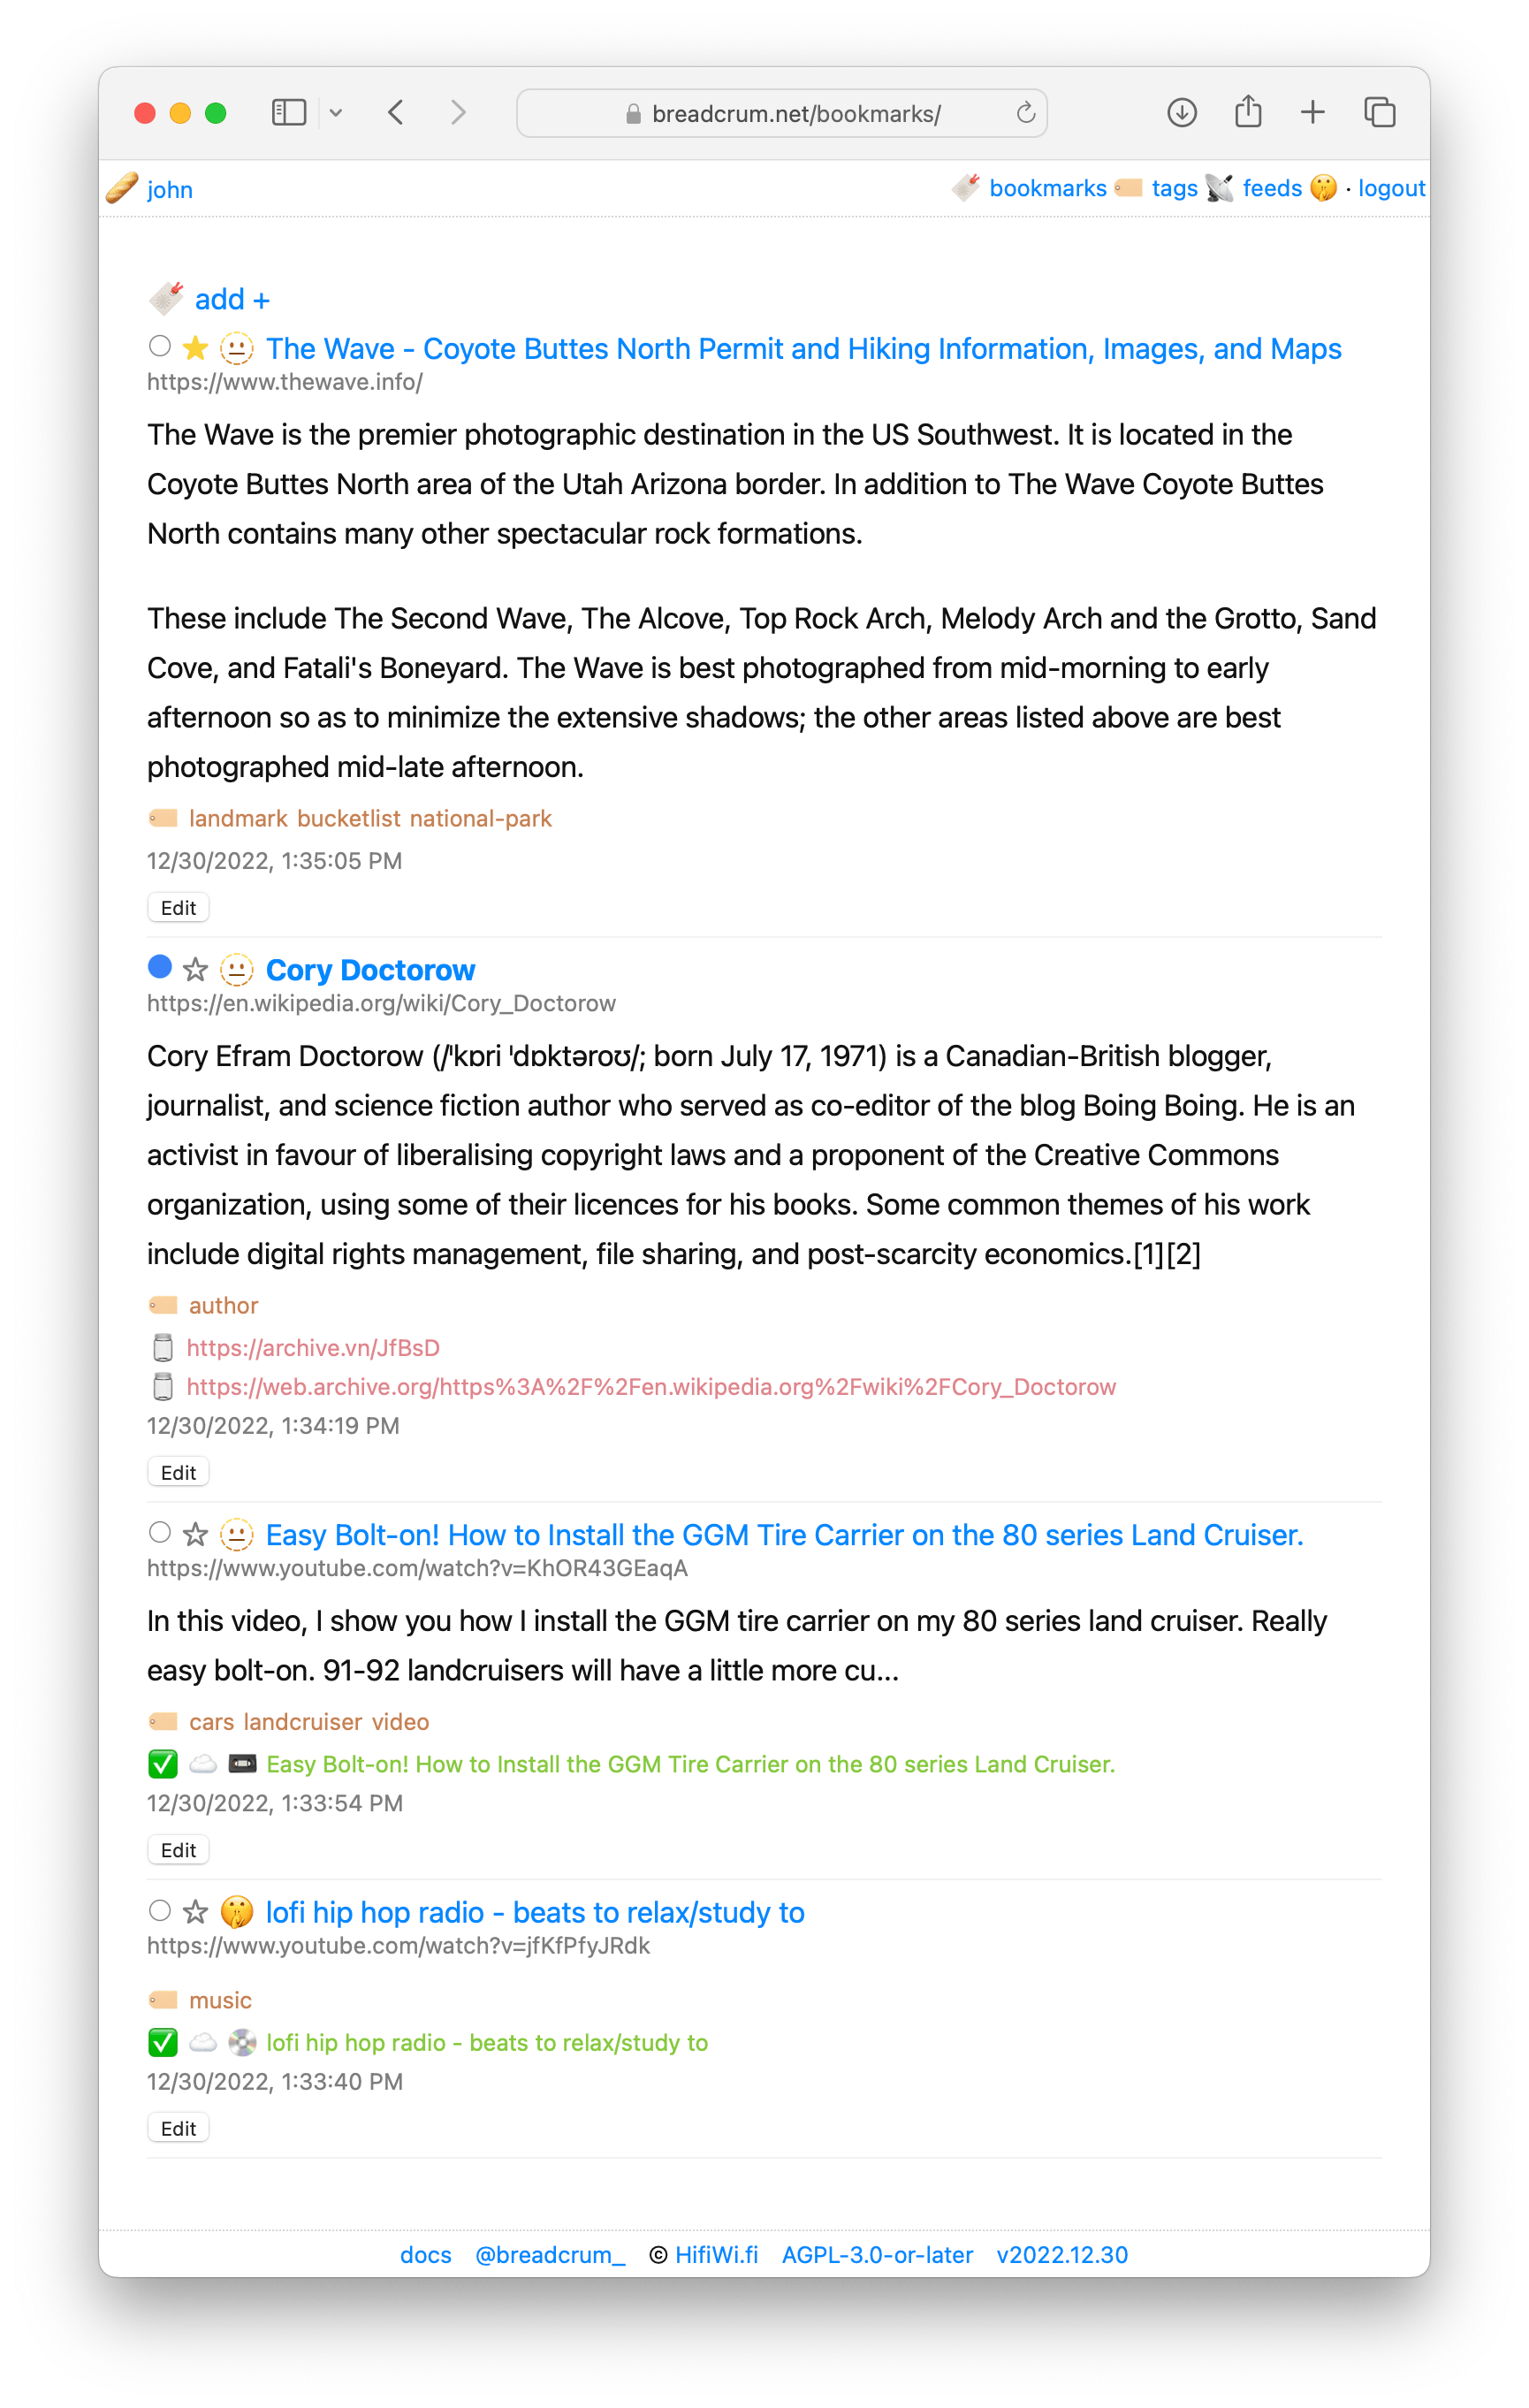 breadcrum.net/bookmarks/
john
bookmarks tags feeds · logout
add +
The Wave - Coyote Buttes North Permit and Hiking Information, Images, and Maps
https://www.thewave.info/
The Wave is the premier photographic destination in the US Southwest. It is located in the
Coyote Buttes North area of the Utah Arizona border. In addition to The Wave Coyote Buttes
North contains many other spectacular rock formations.
These include The Second Wave, The Alcove, Top Rock Arch, Melody Arch and the Grotto, Sand
Cove, and Fatali's Boneyard. The Wave is best photographed from mid-morning to early
afternoon so as to minimize the extensive shadows; the other areas listed above are best
photographed mid-late afternoon.
landmark bucketlist national-park
12/30/2022, 1:35:05 PM
Edit
Cory Doctorow
https://en.wikipedia.org/wiki/Cory_Doctorow
Cory Efram Doctorow (/ˈkɒri ˈdɒktəroʊ/; born July 17, 1971) is a Canadian-British blogger,
journalist, and science fiction author who served as co-editor of the blog Boing Boing. He is an
activist in favour of liberalising copyright laws and a proponent of the Creative Commons
organization, using some of their licences for his books. Some common themes of his work
include digital rights management, file sharing, and post-scarcity economics.[1][2]
author
https://archive.vn/JfBsD
https://web.archive.org/https%3A%2F%2Fen.wikipedia.org%2Fwiki%2FCory_Doctorow
12/30/2022, 1:34:19 PM
Edit
Easy Bolt-on! How to Install the GGM Tire Carrier on the 80 series Land Cruiser.
https://www.youtube.com/watch?v=KhOR43GEaqA
In this video, I show you how I install the GGM tire carrier on my 80 series land cruiser. Really
easy bolt-on. 91-92 landcruisers will have a little more cu...
cars landcruiser video
Easy Bolt-on! How to Install the GGM Tire Carrier on the 80 series Land Cruiser.
12/30/2022, 1:33:54 PM
Edit
lofi hip hop radio - beats to relax/study to
https://www.youtube.com/watch?v=jfKfPfyJRdk
music
lofi hip hop radio - beats to relax/study to
12/30/2022, 1:33:40 PM
Edit
docs @breadcrum_ © HifiWi.fi AGPL-3.0-or-later v2022.12.30